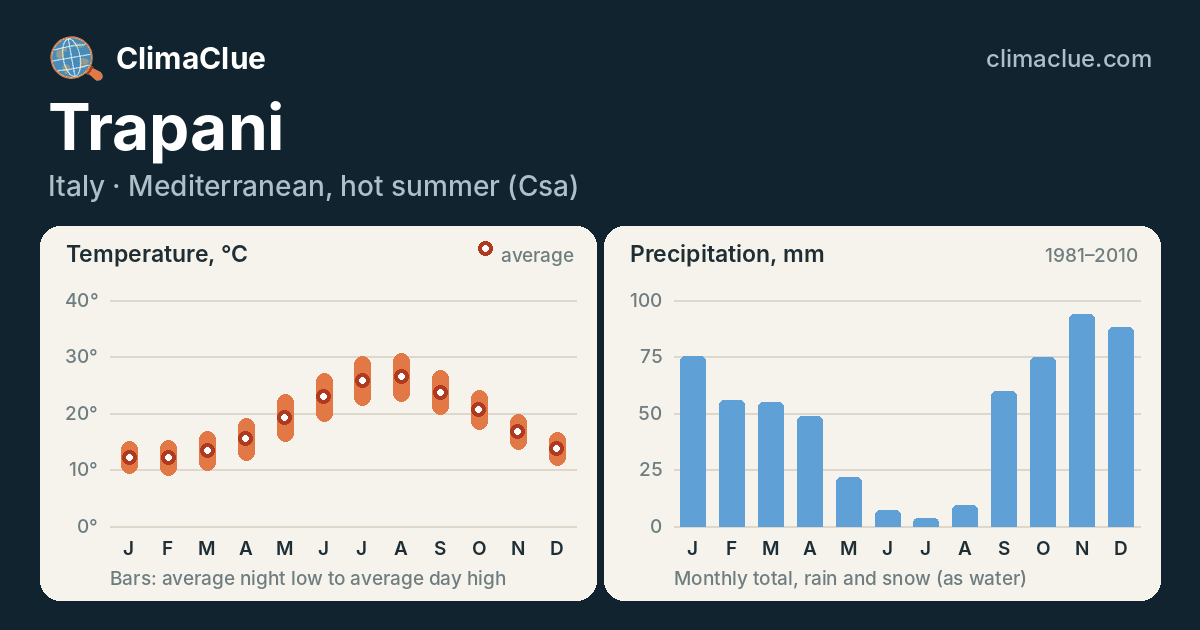 ClimaClue
climaclue.com
Trapani
Italy · Mediterranean, hot summer (Csa)
Temperature, °C
average
40°
30°
20°
10°
0°
J F M A M J J A S O N D
Bars: average night low to average day high
Precipitation, mm
1981–2010
100
75
50
25
0
J F M A M J J A S O N D
Monthly total, rain and snow (as water)